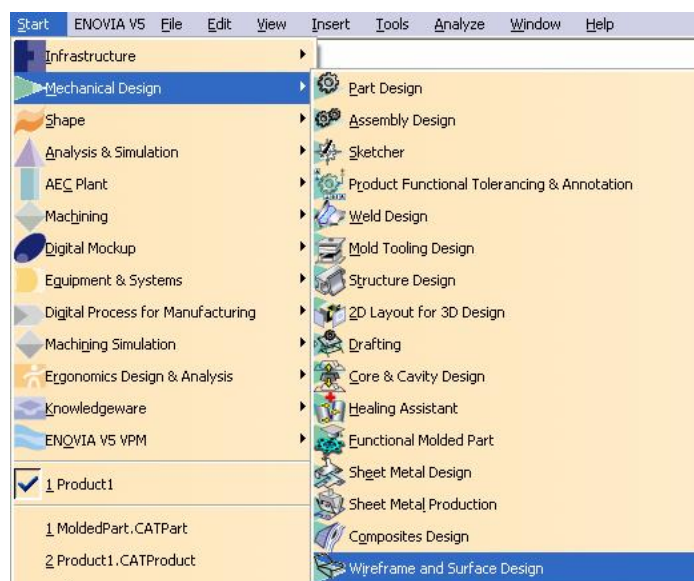 Start ENOVIA V5 File Edit View Insert Tools Analyze Window Help
Infrastructure
Mechanical Design
Shape
Analysis & Simulation
AEC Plant
Machining
Digital Mockup
Equipment & Systems
Digital Process for Manufacturing
Machining Simulation
Ergonomics Design & Analysis
Knowledgeware
ENOVIA V5 VPM
1 Product1
1 MoldedPart.CATPart
2 Product1.CATProduct
Part Design
Assembly Design
Sketcher
Product Functional Tolerancing & Annotation
Weld Design
Mold Tooling Design
Structure Design
2D Layout for 3D Design
Drafting
Core & Cavity Design
Healing Assistant
Functional Molded Part
Sheet Metal Design
Sheet Metal Production
Composites Design
Wireframe and Surface Design